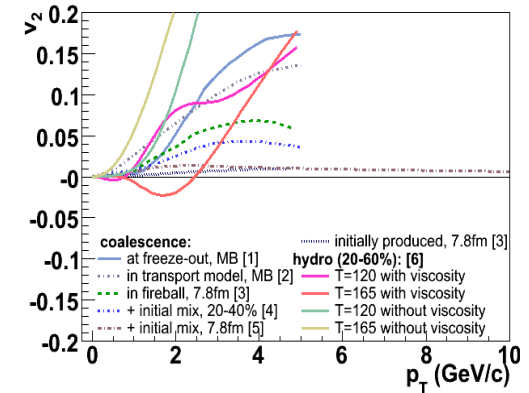 v2
0.2
0.15
0.1
0.05
-0
-0.05
-0.1
-0.15
-0.2
coalescence:
at freeze-out, MB [1]
in transport model, MB [2]
in fireball, 7.8fm [3]
+ initial mix, 20-40% [4]
+ initial mix, 7.8fm [5]
initially produced, 7.8fm [3]
hydro (20-60%): [6]
T=120 with viscosity
T=165 with viscosity
T=120 without viscosity
T=165 without viscosity
0 2 4 6 8 10
pT (GeV/c)